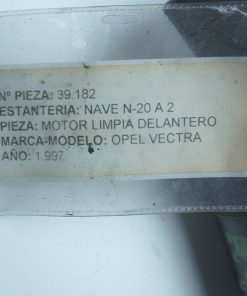 Nº PIEZA: 39.182
ESTANTERIA: NAVE N-20 A 2
PIEZA: MOTOR LIMPIA DELANTERO
MARCA-MODELO: OPEL VECTRA
AÑO: 1.997